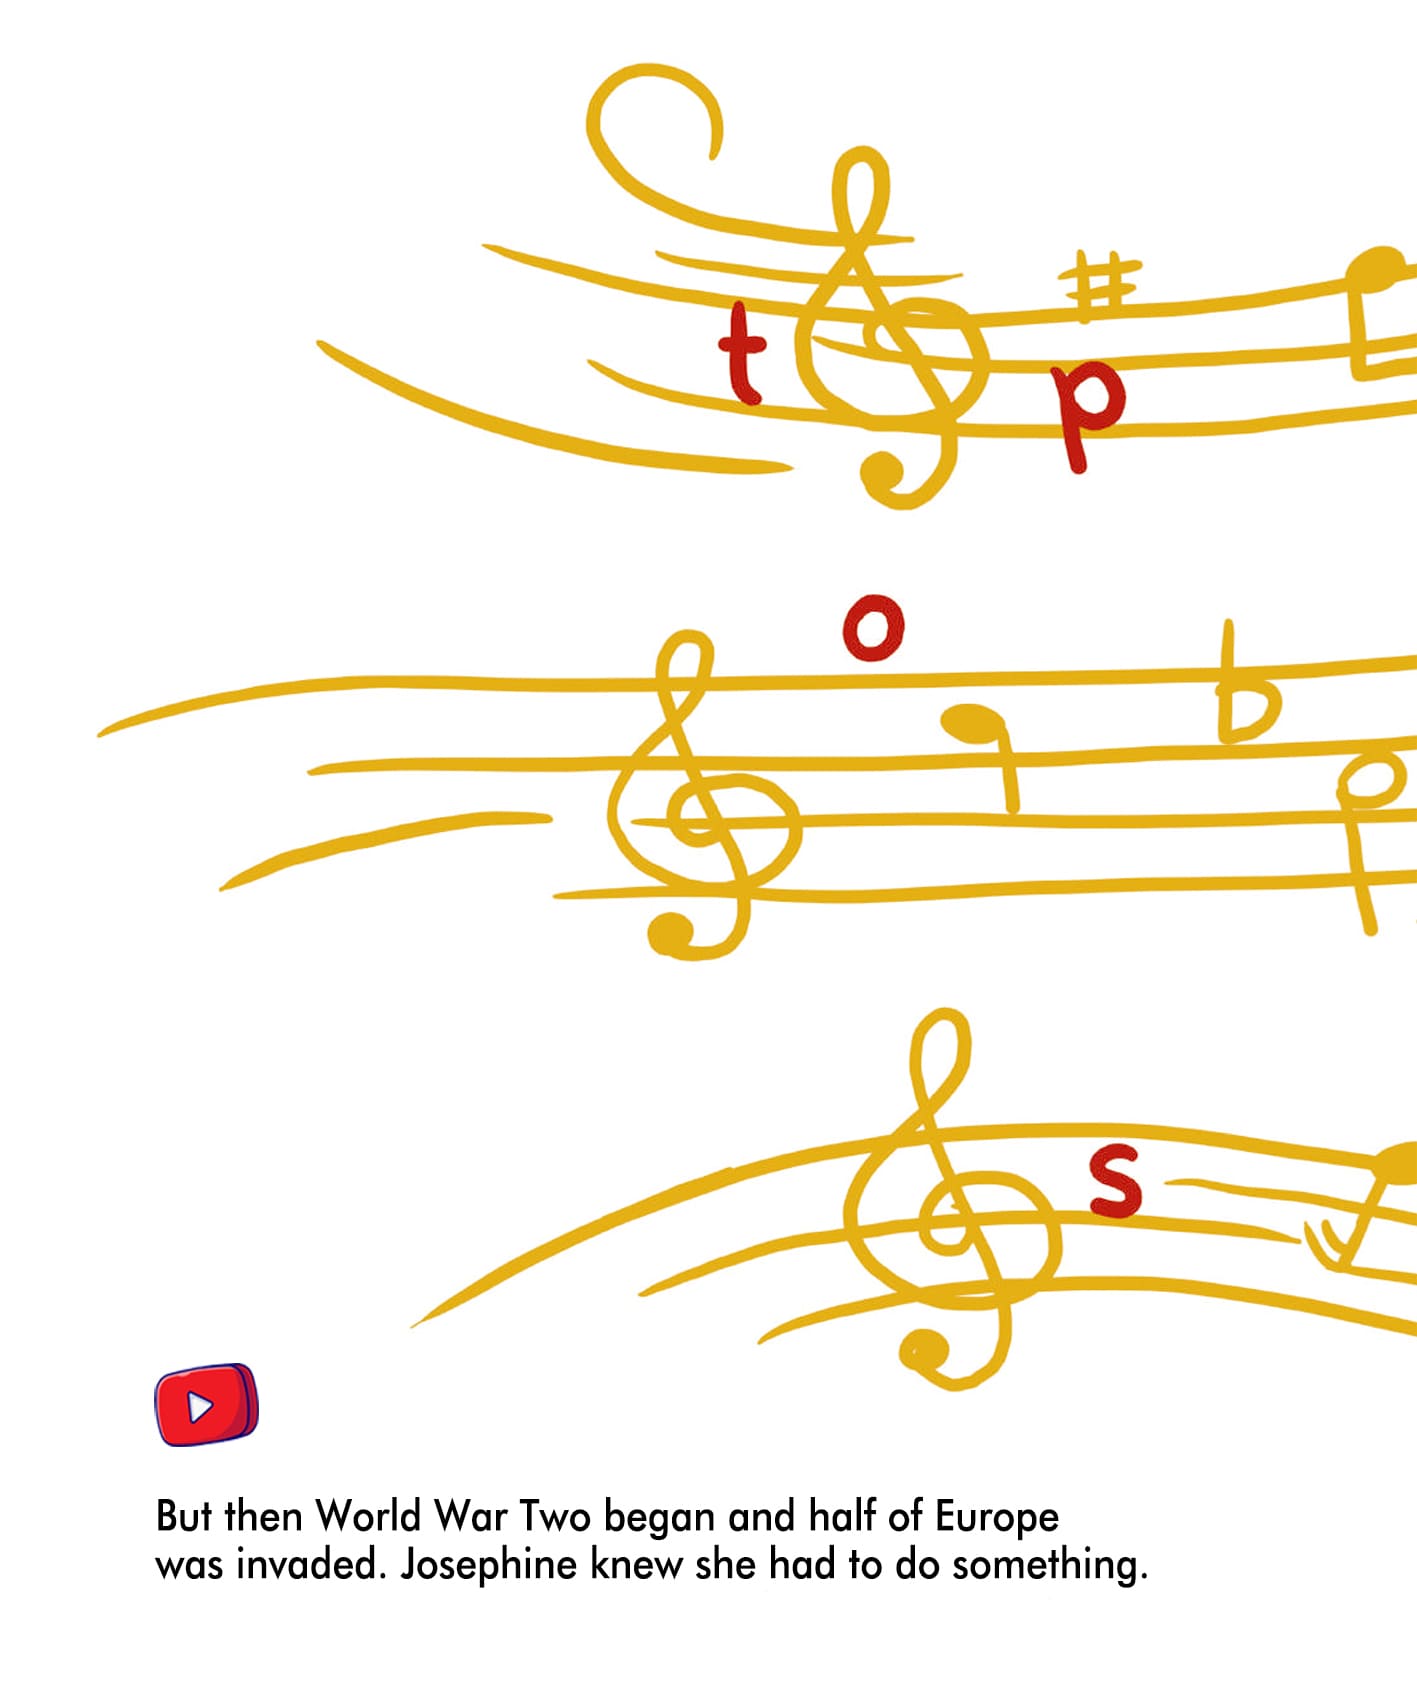 t
p
o
s
But then World War Two began and half of Europe
was invaded. Josephine knew she had to do something.